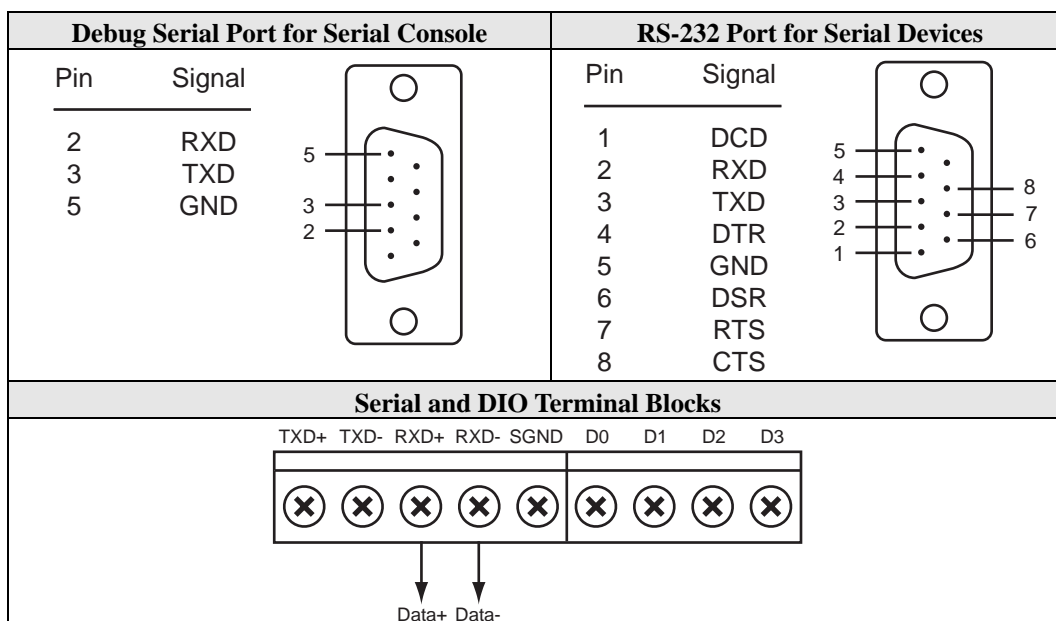 Debug Serial Port for Serial Console
Pin Signal
2 RXD
3 TXD
5 GND
5
3
2
RS-232 Port for Serial Devices
Pin Signal
1 DCD
2 RXD
3 TXD
4 DTR
5 GND
6 DSR
7 RTS
8 CTS
5
4
3
2
1
8
7
6
Serial and DIO Terminal Blocks
TXD+ TXD- RXD+ RXD- SGND D0 D1 D2 D3
Data+ Data-